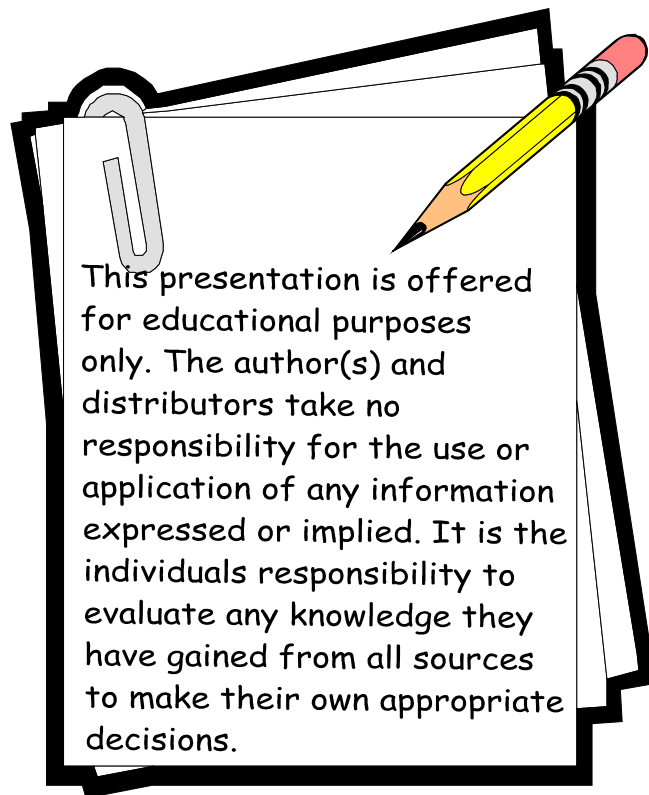 This presentation is offered
for educational purposes
only. The author(s) and
distributors take no
responsibility for the use or
application of any information
expressed or implied. It is the
individuals responsibility to
evaluate any knowledge they
have gained from all sources
to make their own appropriate
decisions.